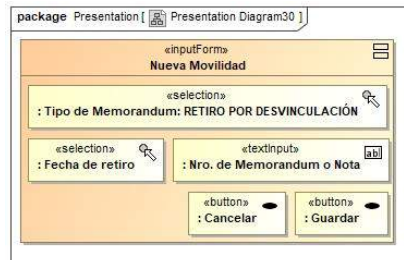 package Presentation [ Presentation Diagram30 ]
«inputForm»
Nueva Movilidad
«selection»
: Tipo de Memorandum: RETIRO POR DESVINCULACIÓN
«selection»
: Fecha de retiro
«textInput»
: Nro. de Memorandum o Nota
abl
«button»
: Cancelar
«button»
: Guardar